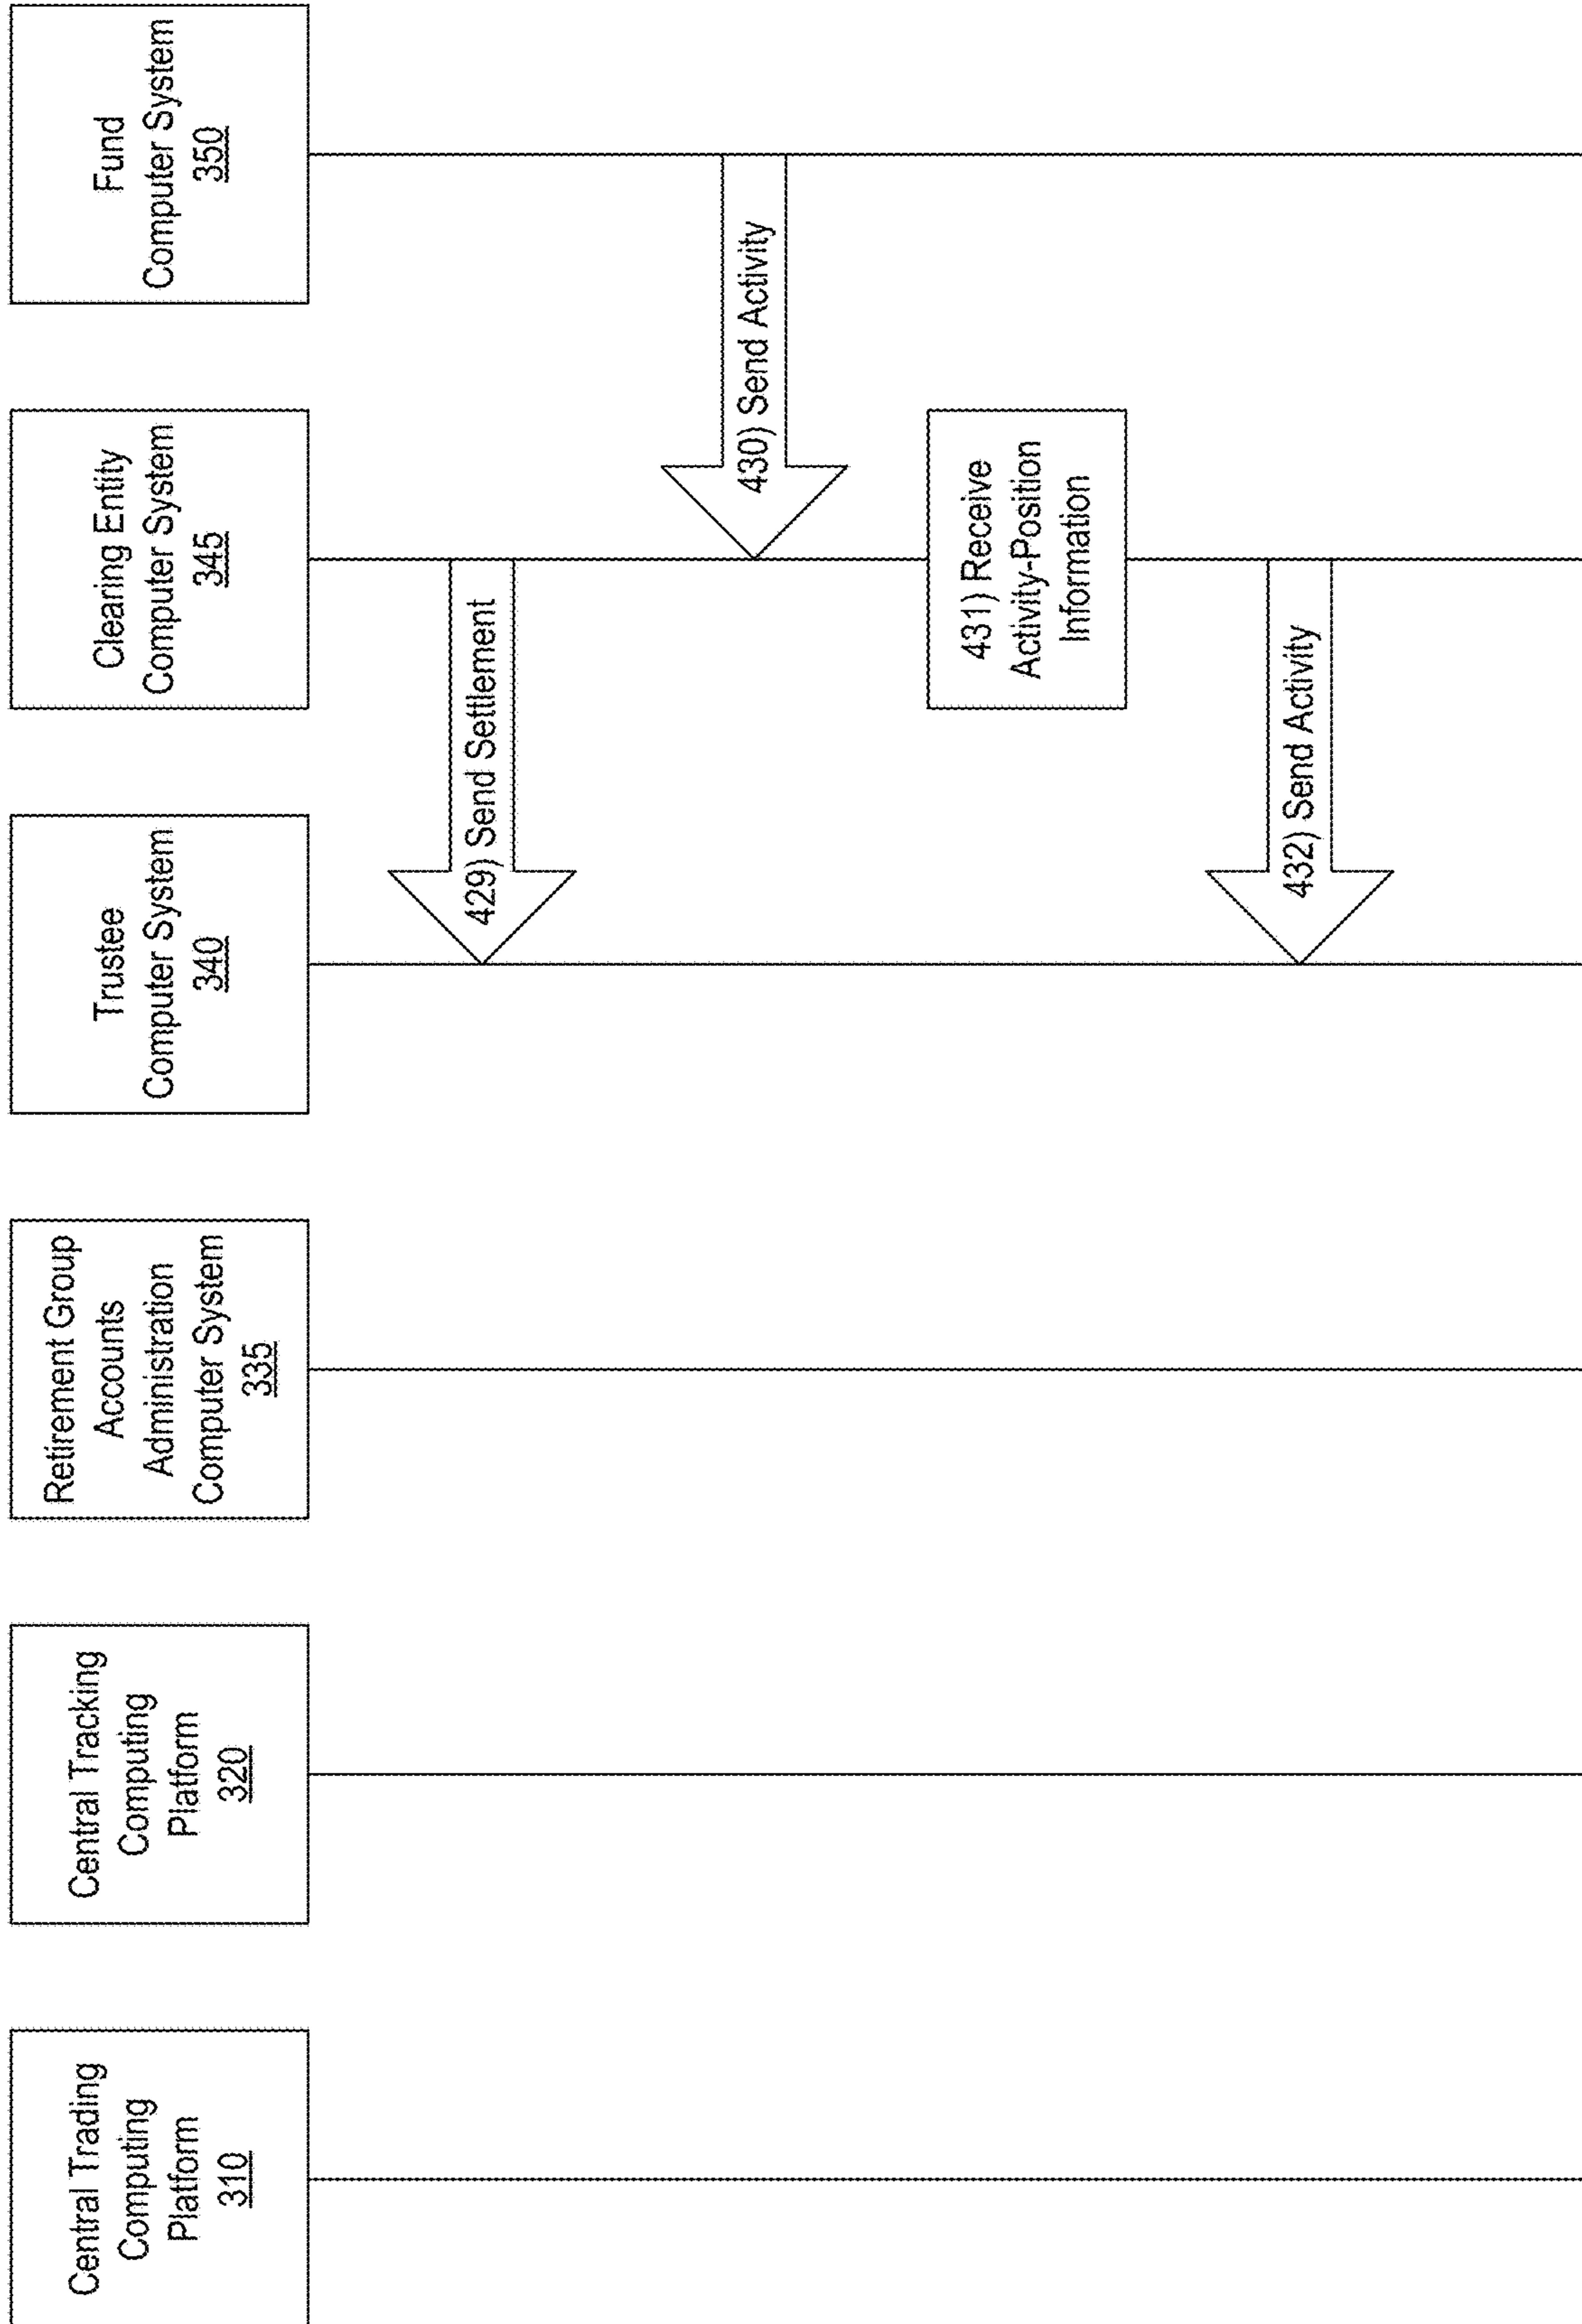 Central Trading
Computing
Platform
310
Central Tracking
Computing
Platform
320
Retirement Group
Accounts
Administration
Computer System
335
Trustee
Computer System
340
Clearing Entity
Computer System
345
Fund
Computer System
350
429) Send Settlement
430) Send Activity
431) Receive
Activity-Position
Information
432) Send Activity